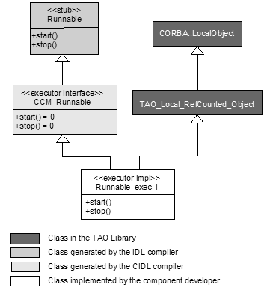 <<stub>>
Runnable
+start()
+stop()
CORBA::LocalObject
<<executor interface>>
CCM_Runnable
+start() = 0
+stop() = 0
TAO_Local_RefCounted_Object
<<executor impl>>
Runnable_exec_i
+start()
+stop()
Class in the TAO Library
Class generated by the IDL compiler
Class generated by the CIDL compiler
Class implemented by the component developer